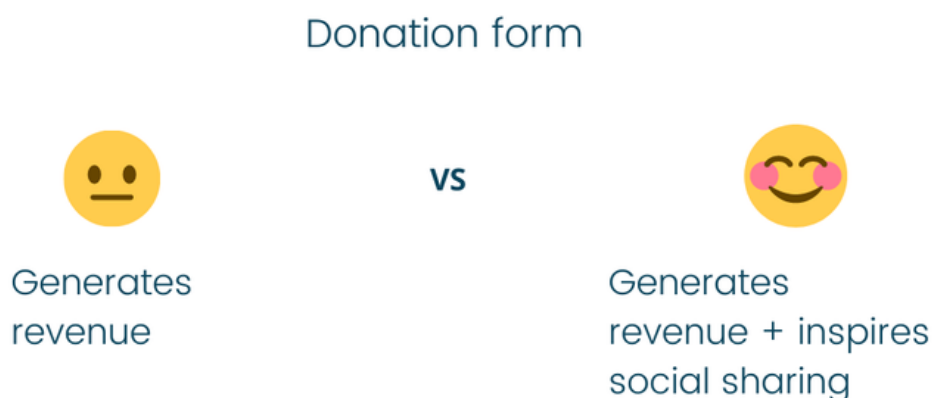 Donation form
vs
Generates
revenue
Generates
revenue + inspires
social sharing